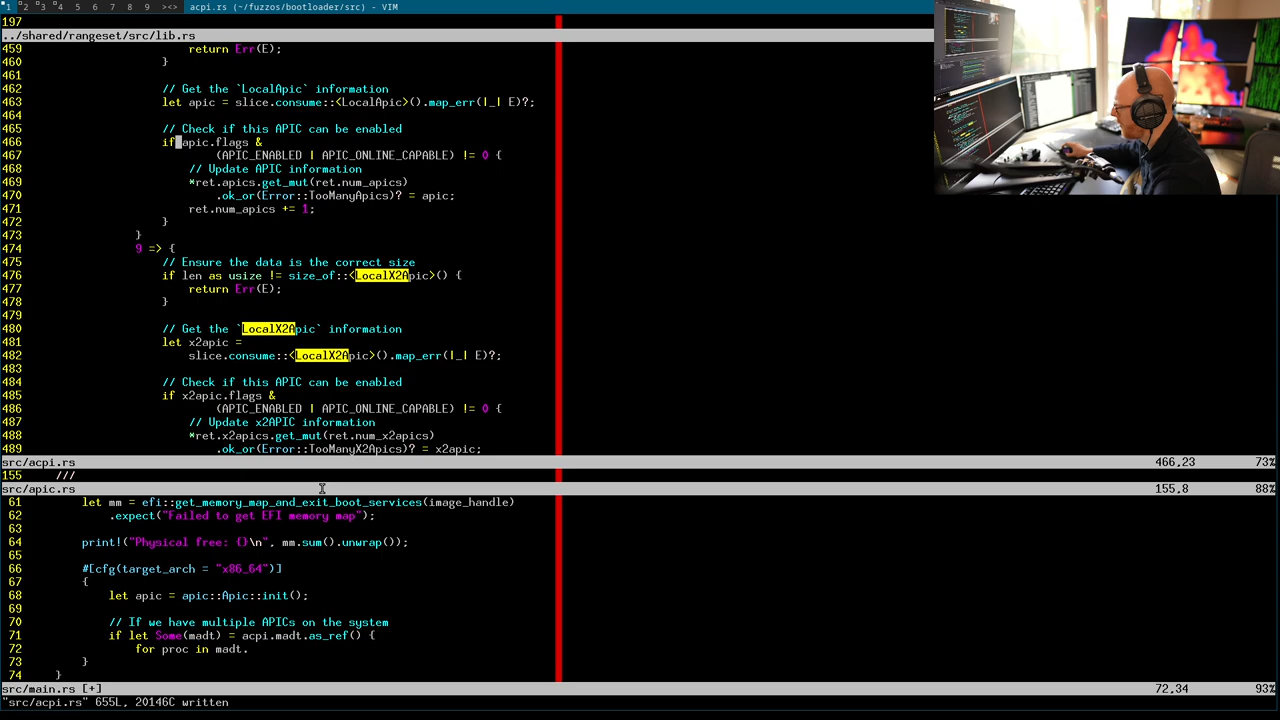 1 2 3 4 5 6 7 8 9 ><> acpi.rs (~/fuzzos/bootloader/src) - VIM
197
../shared/rangeset/src/lib.rs
459 return Err(E);
460 }
461
462 // Get the `LocalApic` information
463 let apic = slice.consume::<LocalApic>().map_err(|_| E)?;
464
465 // Check if this APIC can be enabled
466 if apic.flags &
467 (APIC_ENABLED | APIC_ONLINE_CAPABLE) != 0 {
468 // Update APIC information
469 *ret.apics.get_mut(ret.num_apics)
470 .ok_or(Error::TooManyApics)? = apic;
471 ret.num_apics += 1;
472 }
473 }
474 9 => {
475 // Ensure the data is the correct size
476 if len as usize != size_of::<LocalX2Apic>() {
477 return Err(E);
478 }
479
480 // Get the `LocalX2Apic` information
481 let x2apic =
482 slice.consume::<LocalX2Apic>().map_err(|_| E)?;
483
484 // Check if this APIC can be enabled
485 if x2apic.flags &
486 (APIC_ENABLED | APIC_ONLINE_CAPABLE) != 0 {
487 // Update x2APIC information
488 *ret.x2apics.get_mut(ret.num_x2apics)
489 .ok_or(Error::TooManyX2Apics)? = x2apic;
src/acpi.rs 466,23 73%
155 ///
src/apic.rs 155,8 88%
61 let mm = efi::get_memory_map_and_exit_boot_services(image_handle)
62 .expect("Failed to get EFI memory map");
63
64 print!("Physical free: {}\n", mm.sum().unwrap());
65
66 #[cfg(target_arch = "x86_64")]
67 {
68 let apic = apic::Apic::init();
69
70 // If we have multiple APICs on the system
71 if let Some(madt) = acpi.madt.as_ref() {
72 for proc in madt.
73 }
74 }
src/main.rs [+] 72,34 93%
"src/acpi.rs" 655L, 20146C written